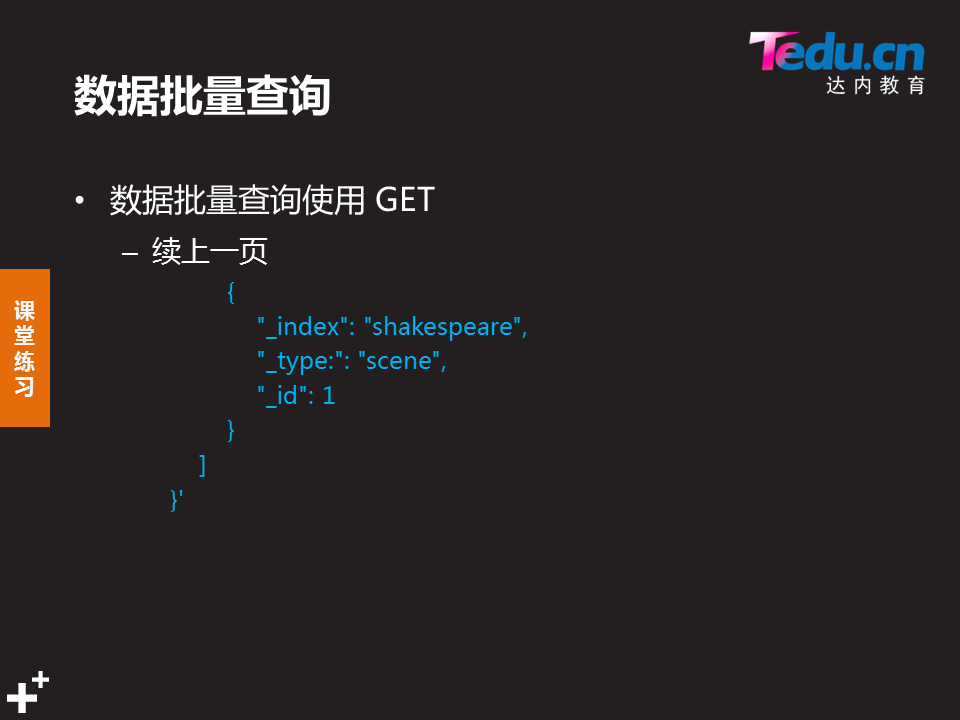 Tedu.cn
达内教育
数据批量查询
• 数据批量查询使用 GET
– 续上一页
{
"_index": "shakespeare",
"_type:": "scene",
"_id": 1
}
]
}'
课
堂
练
习